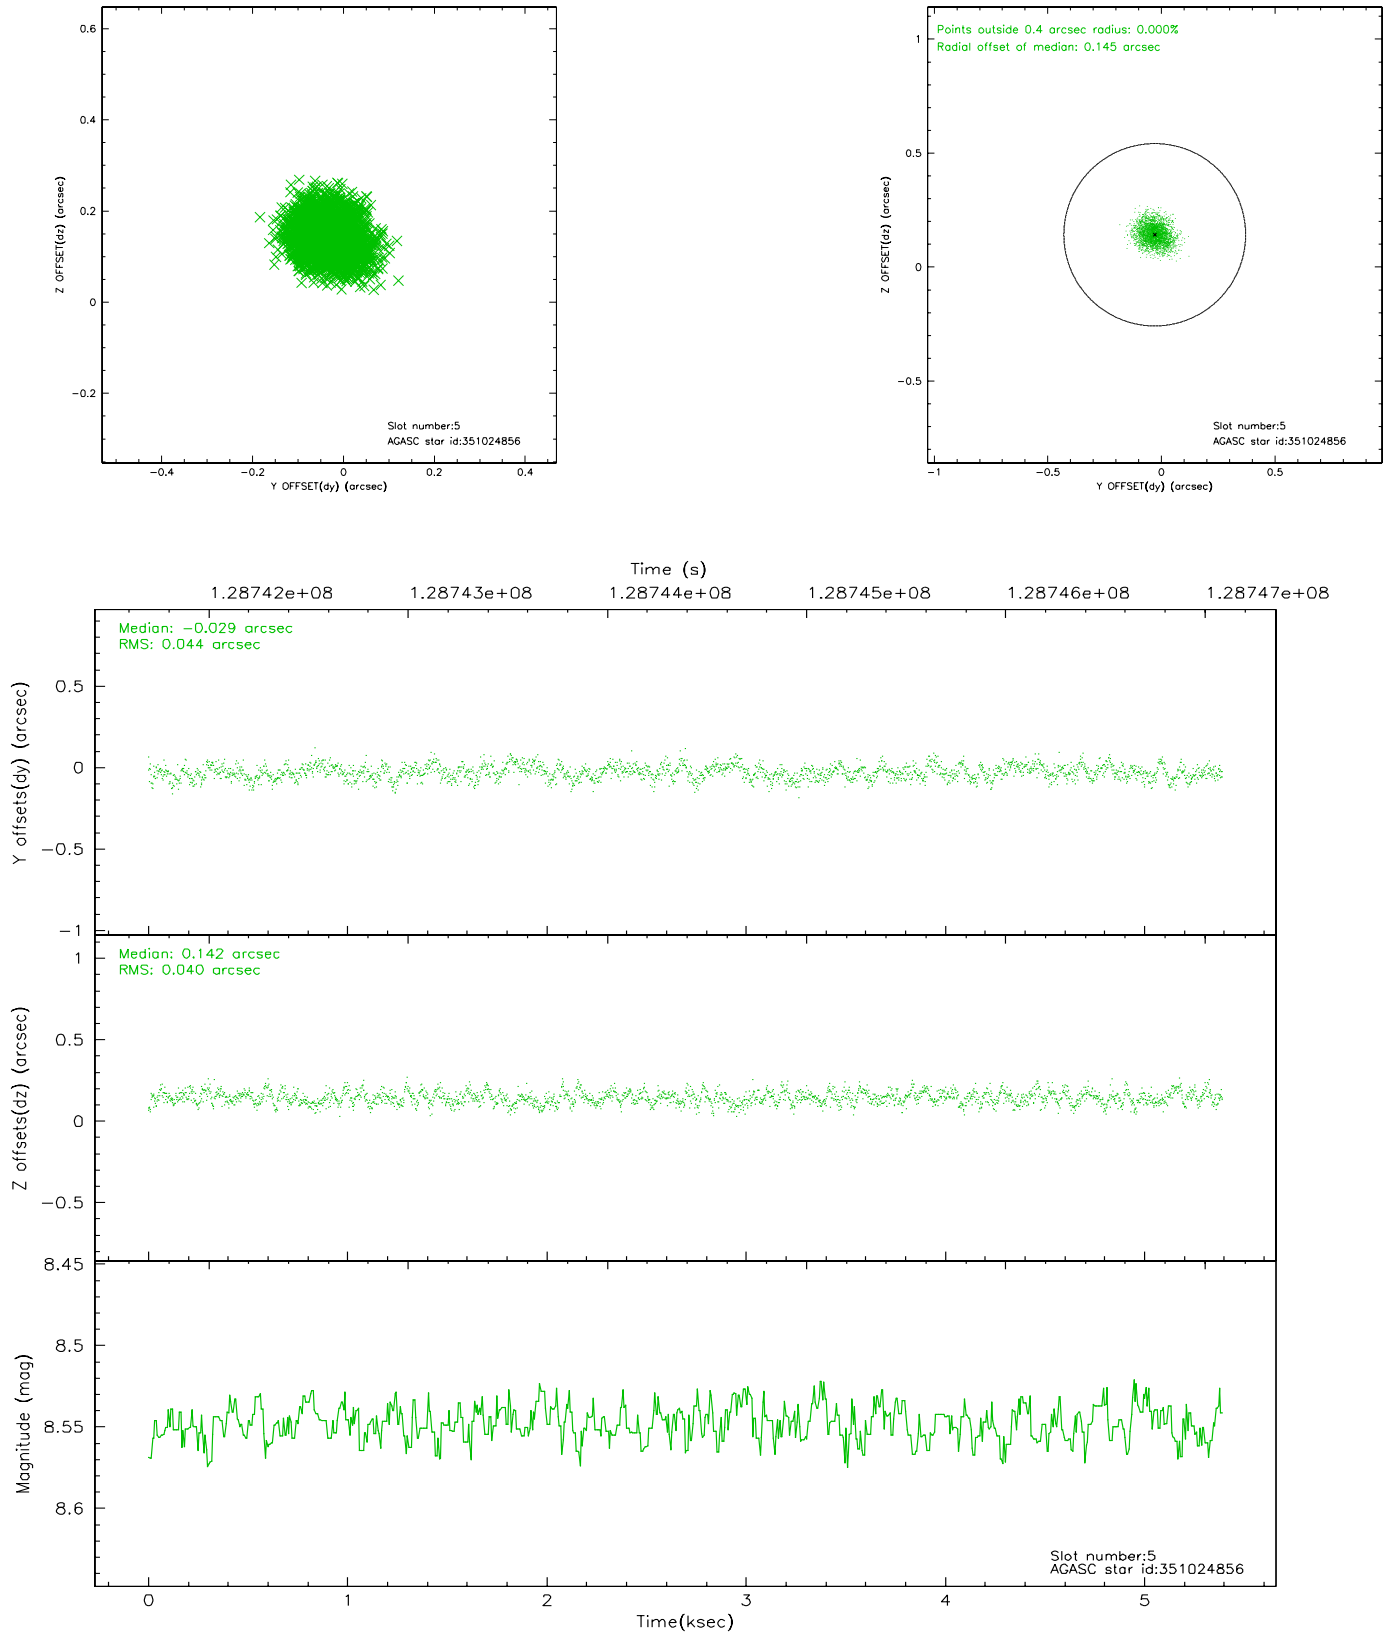 0.6
0.4
0.2
0
−0.2
Z OFFSET(dz) (arcsec)
Slot number:5
AGASC star id:351024856
−0.4 −0.2 0 0.2 0.4
Y OFFSET(dy) (arcsec)
Points outside 0.4 arcsec radius: 0.000%
Radial offset of median: 0.145 arcsec
1
0.5
0
−0.5
Z OFFSET(dz) (arcsec)
Slot number:5
AGASC star id:351024856
−1 −0.5 0 0.5
Y OFFSET(dy) (arcsec)
Time (s)
1.28742e+08 1.28743e+08 1.28744e+08 1.28745e+08 1.28746e+08 1.28747e+08
Median: −0.029 arcsec
RMS: 0.044 arcsec
0.5
0
−0.5
−1
Y offsets(dy) (arcsec)
Median: 0.142 arcsec
RMS: 0.040 arcsec
1
0.5
0
−0.5
Z offsets(dz) (arcsec)
8.45
8.5
8.55
8.6
Magnitude (mag)
Slot number:5
AGASC star id:351024856
0 1 2 3 4 5
Time(ksec)